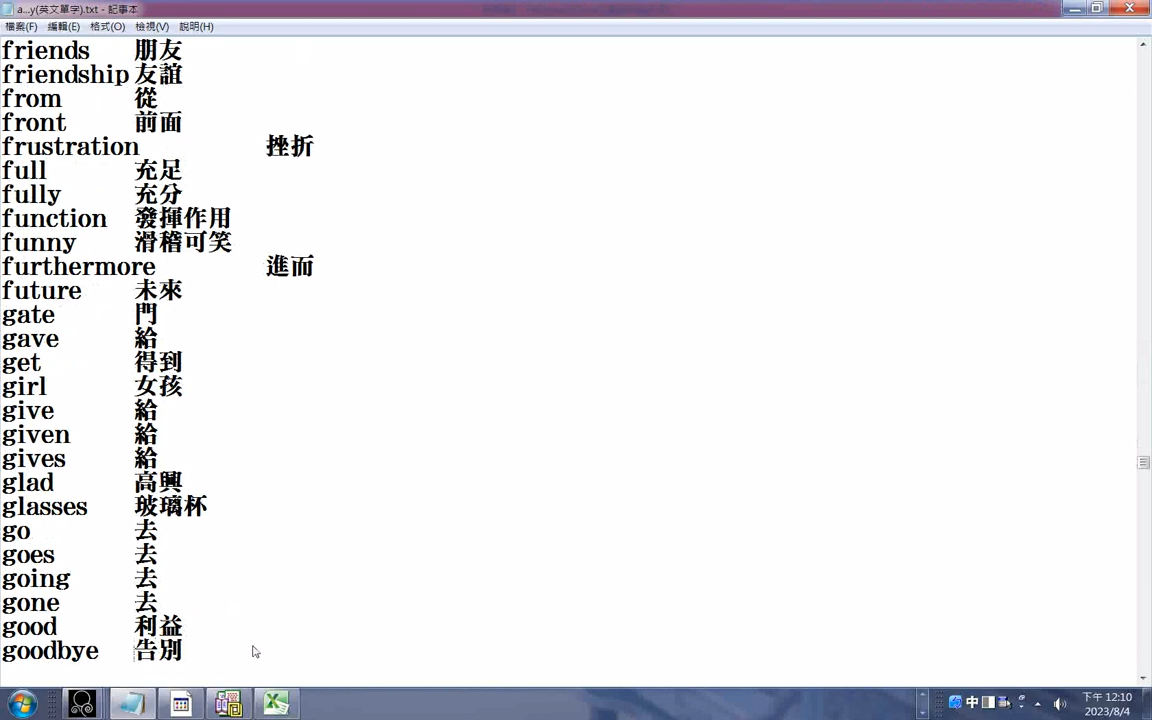 a...y(英文單字).txt - 記事本
檔案(F) 編輯(E) 格式(O) 檢視(V) 說明(H)
friends 朋友
friendship 友誼
from 從
front 前面
frustration 挫折
full 充足
fully 充分
function 發揮作用
funny 滑稽可笑
furthermore 進而
future 未來
gate 門
gave 給
get 得到
girl 女孩
give 給
given 給
gives 給
glad 高興
glasses 玻璃杯
go 去
goes 去
going 去
gone 去
good 利益
goodbye 告別
中
下午 12:10
2023/8/4